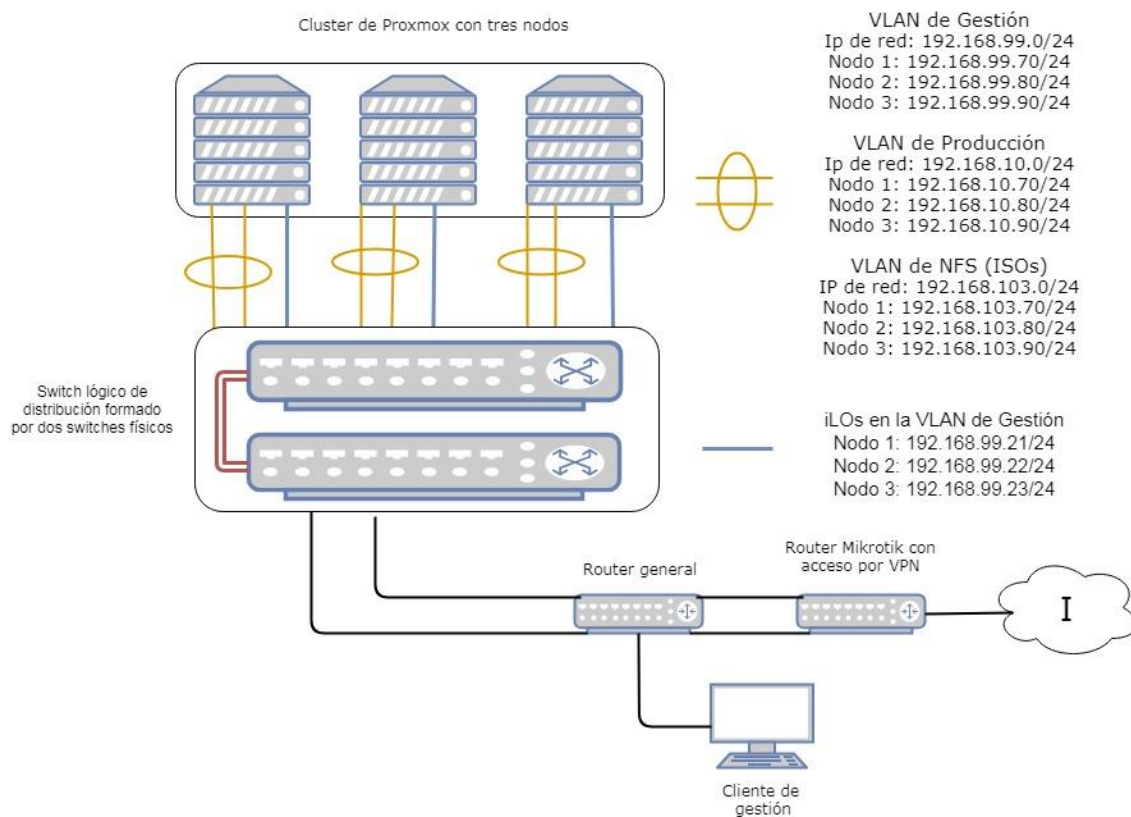 Cluster de Proxmox con tres nodos
VLAN de Gestión
Ip de red: 192.168.99.0/24
Nodo 1: 192.168.99.70/24
Nodo 2: 192.168.99.80/24
Nodo 3: 192.168.99.90/24
VLAN de Producción
Ip de red: 192.168.10.0/24
Nodo 1: 192.168.10.70/24
Nodo 2: 192.168.10.80/24
Nodo 3: 192.168.10.90/24
VLAN de NFS (ISOs)
IP de red: 192.168.103.0/24
Nodo 1: 192.168.103.70/24
Nodo 2: 192.168.103.80/24
Nodo 3: 192.168.103.90/24
Switch lógico de
distribución formado
por dos switches físicos
iLOs en la VLAN de Gestión
Nodo 1: 192.168.99.21/24
Nodo 2: 192.168.99.22/24
Nodo 3: 192.168.99.23/24
Router general
Router Mikrotik con
acceso por VPN
I
Cliente de
gestión